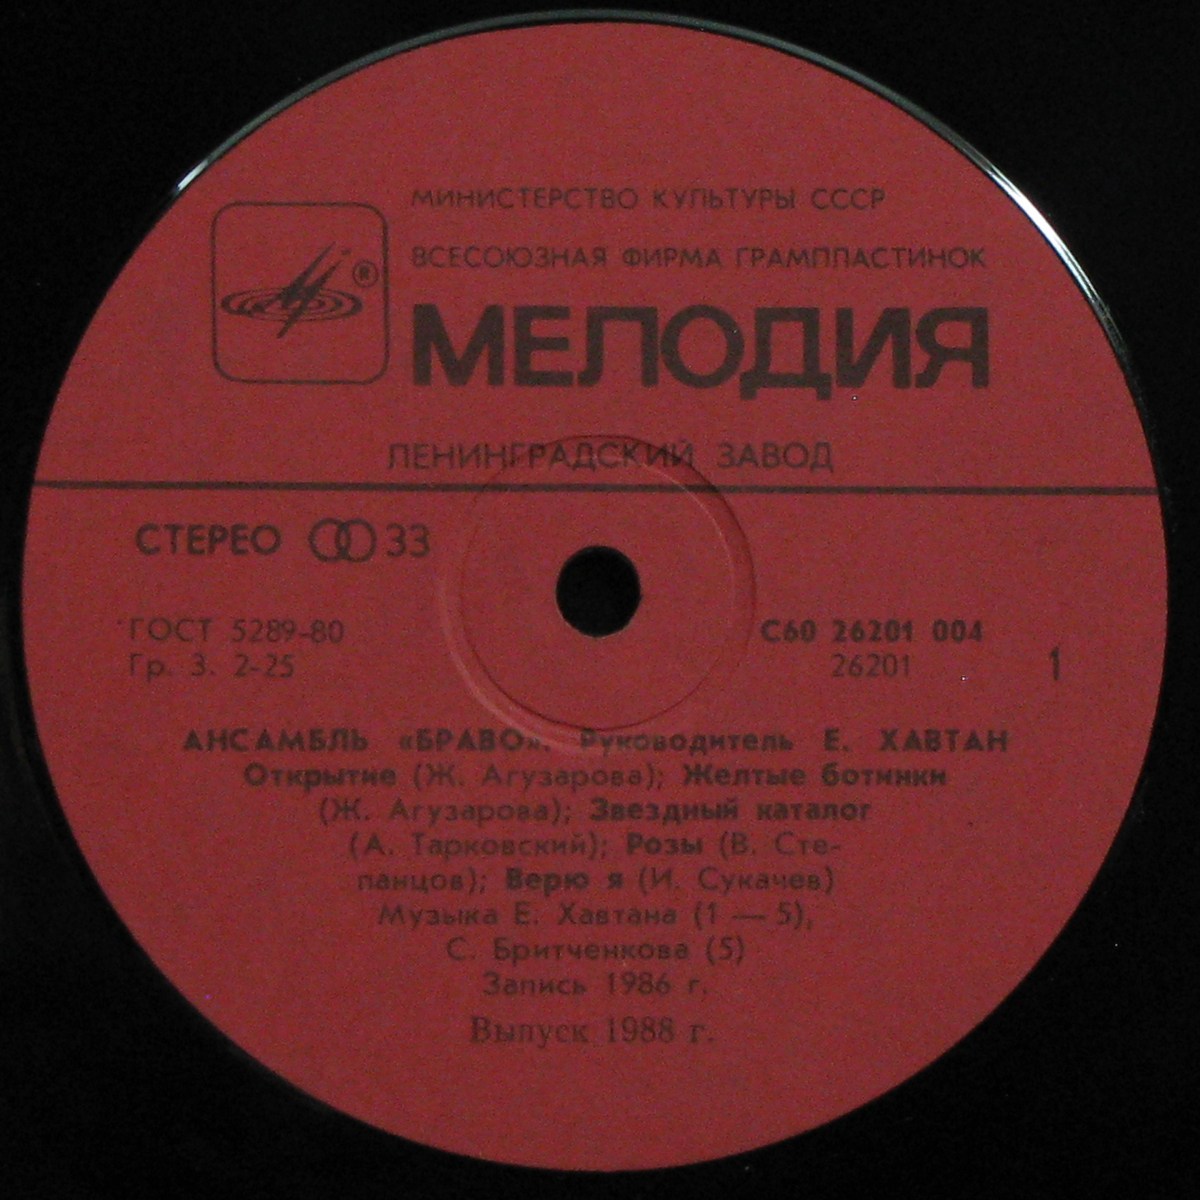 МИНИСТЕРСТВО КУЛЬТУРЫ СССР
ВСЕСОЮЗНАЯ ФИРМА ГРАМПЛАСТИНОК
®
МЕЛОДИЯ
ЛЕНИНГРАДСКИЙ ЗАВОД
СТЕРЕО 33
ГОСТ 5289-80
Гр. 3. 2-25
С60 26201 004
26201
1
АНСАМБЛЬ «БРАВО». Руководитель Е. ХАВТАН
Открытие (Ж. Агузарова); Желтые ботинки
(Ж. Агузарова); Звездный каталог
(А. Тарковский); Розы (В. Сте-
панцов); Верю я (И. Сукачев)
Музыка Е. Хавтана (1 — 5),
С. Бритченкова (5)
Запись 1986 г.
Выпуск 1988 г.